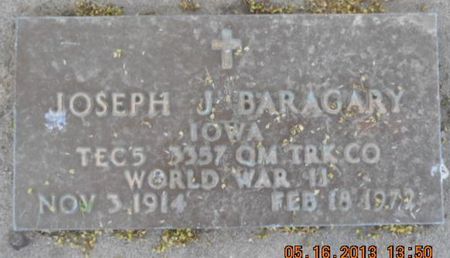 JOSEPH J BARAGARY
IOWA
TEC5 3357 QM TRK CO
WORLD WAR II
NOV 3 1914 FEB 18 1972
05.16.2013 13:50